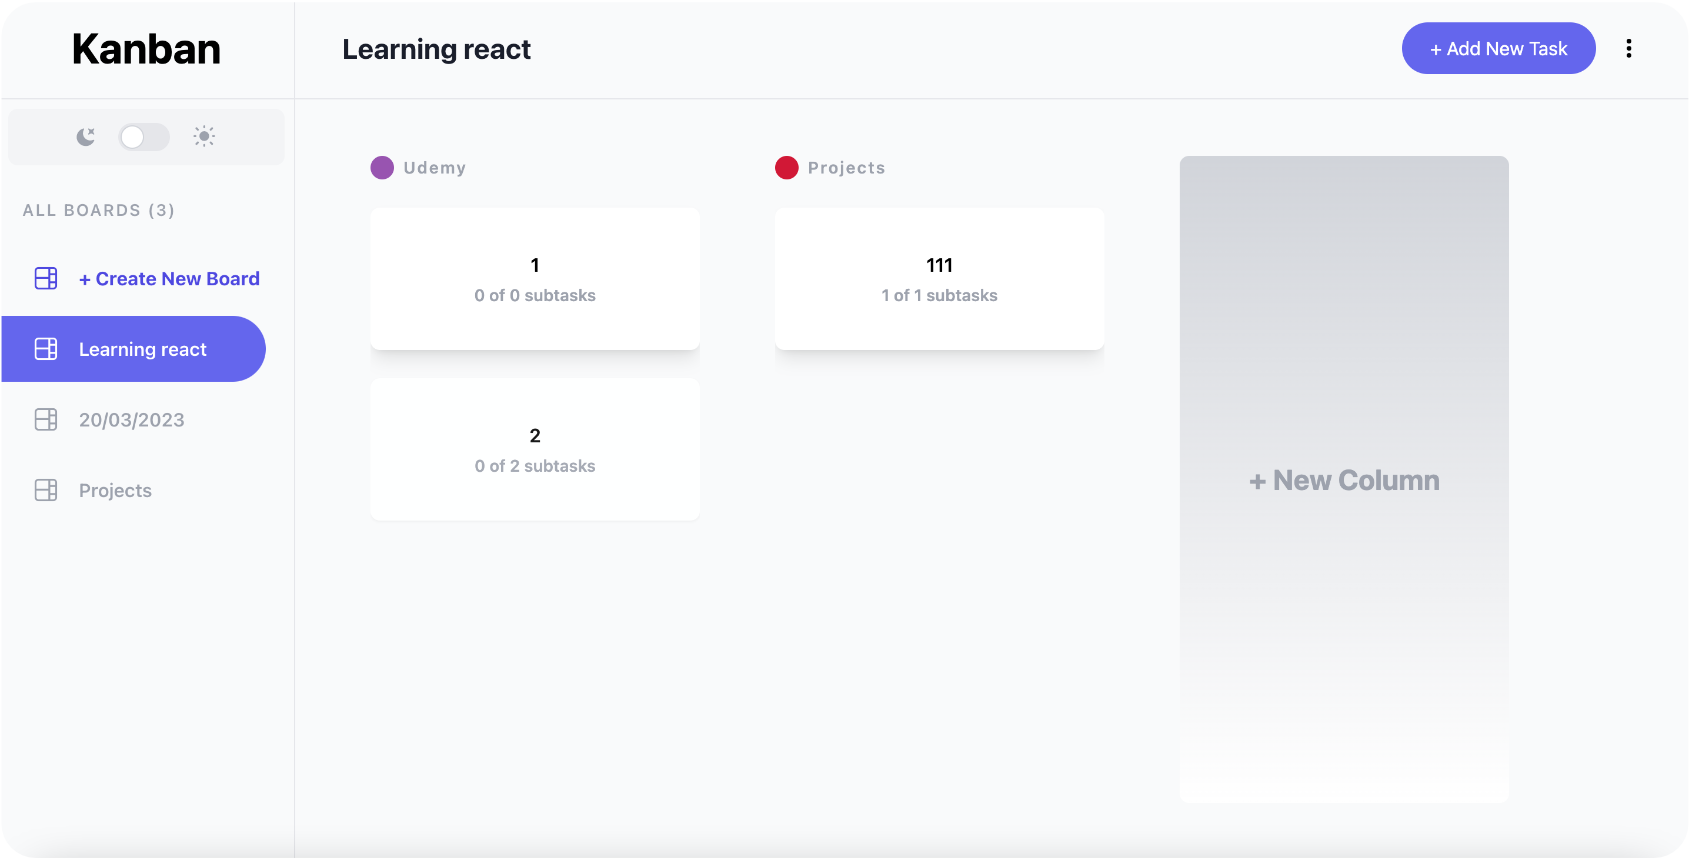 Kanban
Learning react
+ Add New Task
ALL BOARDS (3)
+ Create New Board
Learning react
20/03/2023
Projects
Udemy
1
0 of 0 subtasks
2
0 of 2 subtasks
Projects
111
1 of 1 subtasks
+ New Column